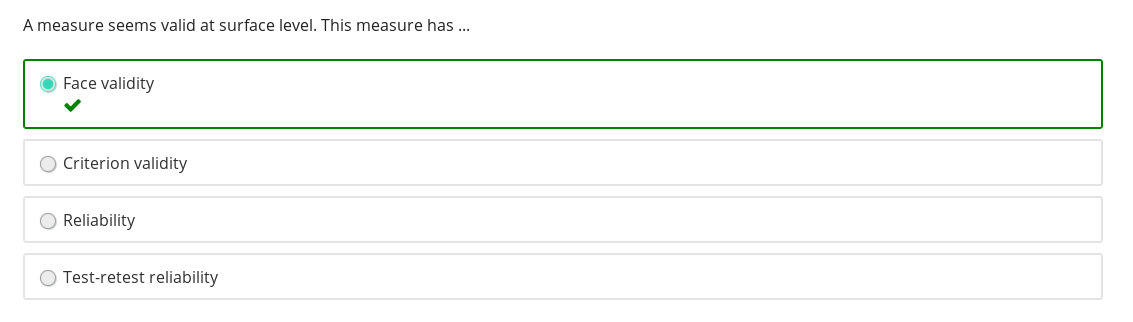 A measure seems valid at surface level. This measure has ...
Face validity
Criterion validity
Reliability
Test-retest reliability